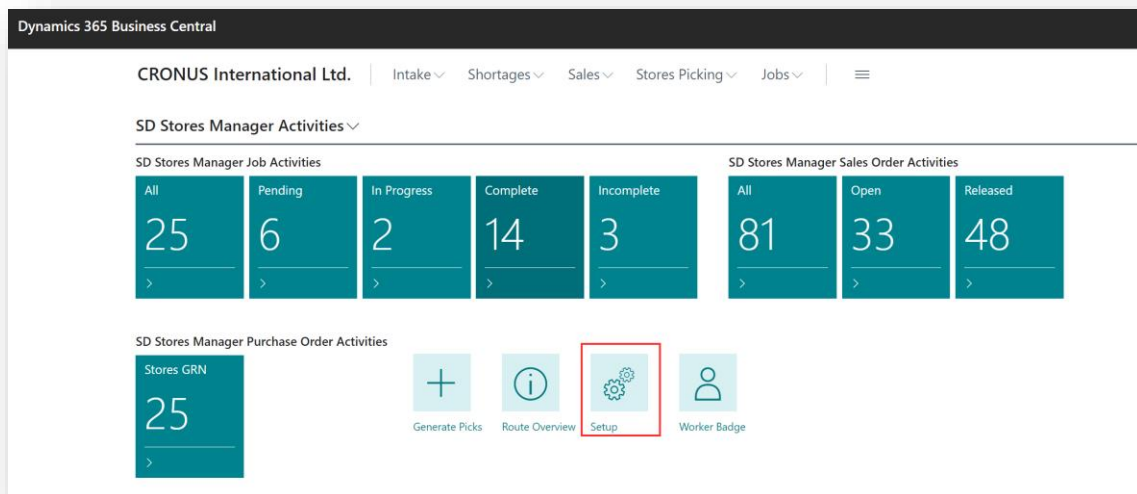 Dynamics 365 Business Central
CRONUS International Ltd. Intake Shortages Sales Stores Picking Jobs
SD Stores Manager Activities
SD Stores Manager Job Activities SD Stores Manager Sales Order Activities
All Pending In Progress Complete Incomplete All Open Released
25 6 2 14 3 81 33 48
SD Stores Manager Purchase Order Activities
Stores GRN
25
Generate Picks Route Overview Setup Worker Badge